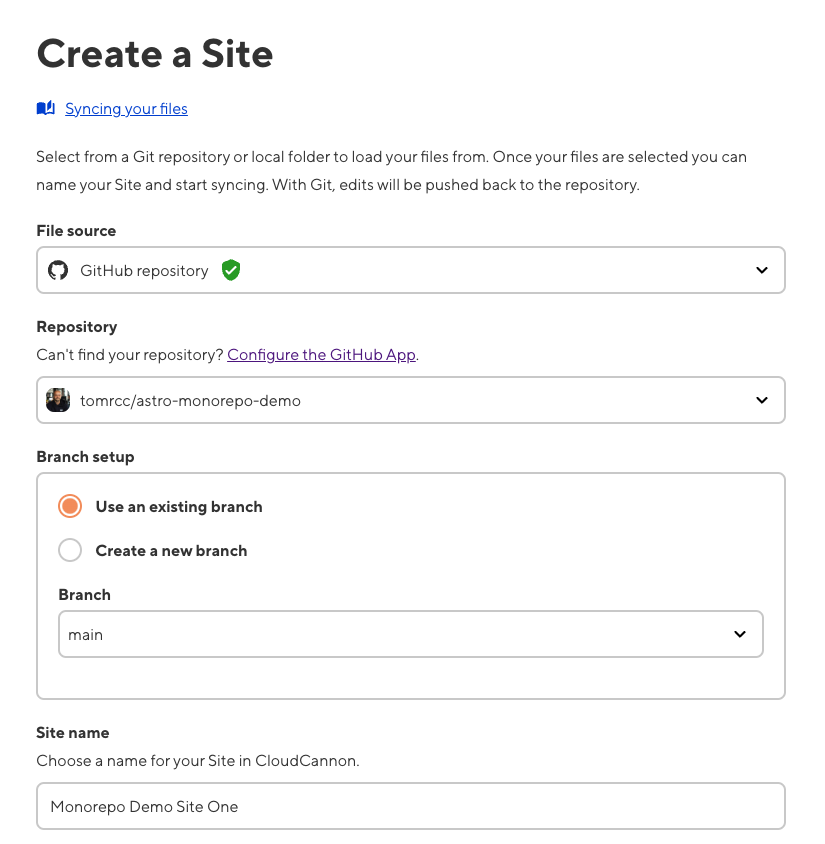 Create a Site
Syncing your files
Select from a Git repository or local folder to load your files from. Once your files are selected you can
name your Site and start syncing. With Git, edits will be pushed back to the repository.
File source
GitHub repository
Repository
Can't find your repository? Configure the GitHub App.
tomrcc/astro-monorepo-demo
Branch setup
Use an existing branch
Create a new branch
Branch
main
Site name
Choose a name for your Site in CloudCannon.
Monorepo Demo Site One